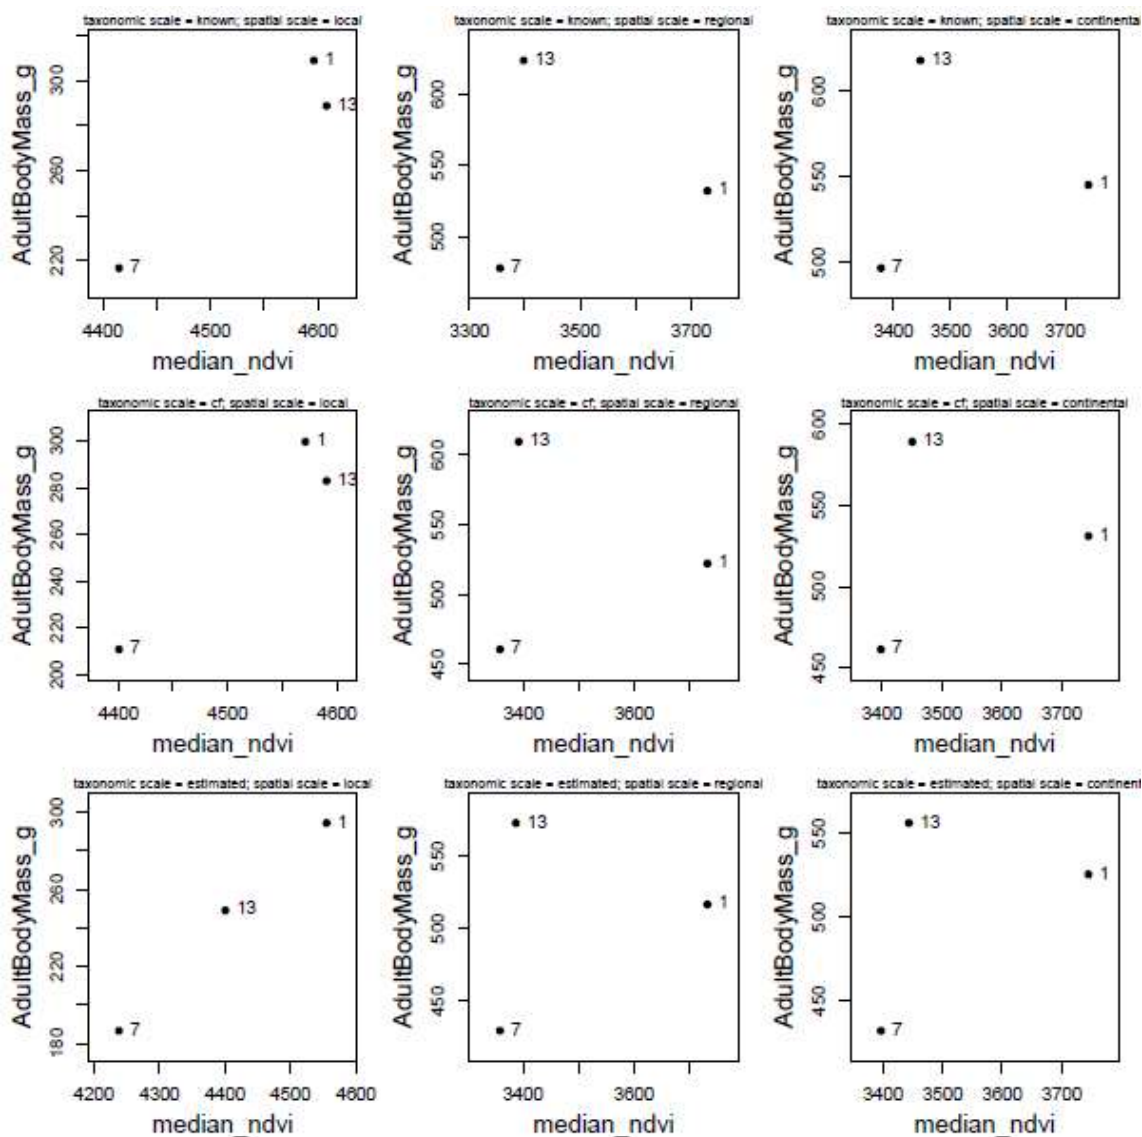 taxonomic scale = known; spatial scale = local
AdultBodyMass_g
300
260
220
1
13
7
4400 4500 4600
median_ndvi
taxonomic scale = known; spatial scale = regional
AdultBodyMass_g
600
550
500
13
1
7
3300 3500 3700
median_ndvi
taxonomic scale = known; spatial scale = continental
AdultBodyMass_g
600
550
500
13
1
7
3400 3500 3600 3700
median_ndvi
taxonomic scale = cf; spatial scale = local
AdultBodyMass_g
300
280
260
240
220
200
1
13
7
4400 4500 4600
median_ndvi
taxonomic scale = cf; spatial scale = regional
AdultBodyMass_g
600
550
500
450
13
1
7
3400 3600
median_ndvi
taxonomic scale = cf; spatial scale = continental
AdultBodyMass_g
600
550
500
450
13
1
7
3400 3500 3600 3700
median_ndvi
taxonomic scale = estimated; spatial scale = local
AdultBodyMass_g
300
260
220
180
1
13
7
4200 4300 4400 4500 4600
median_ndvi
taxonomic scale = estimated; spatial scale = regional
AdultBodyMass_g
550
500
450
13
1
7
3400 3600
median_ndvi
taxonomic scale = estimated; spatial scale = continent
AdultBodyMass_g
550
500
450
13
1
7
3400 3500 3600 3700
median_ndvi